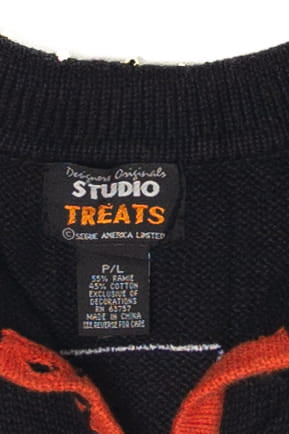 Designers Originals
STUDIO
TREATS
© SEGUE AMERICA LIMITED
P/L
55% RAMIE
45% COTTON
EXCLUSIVE OF
DECORATIONS
RN 63757
MADE IN
CHINA
SEE REVERSE FOR CARE